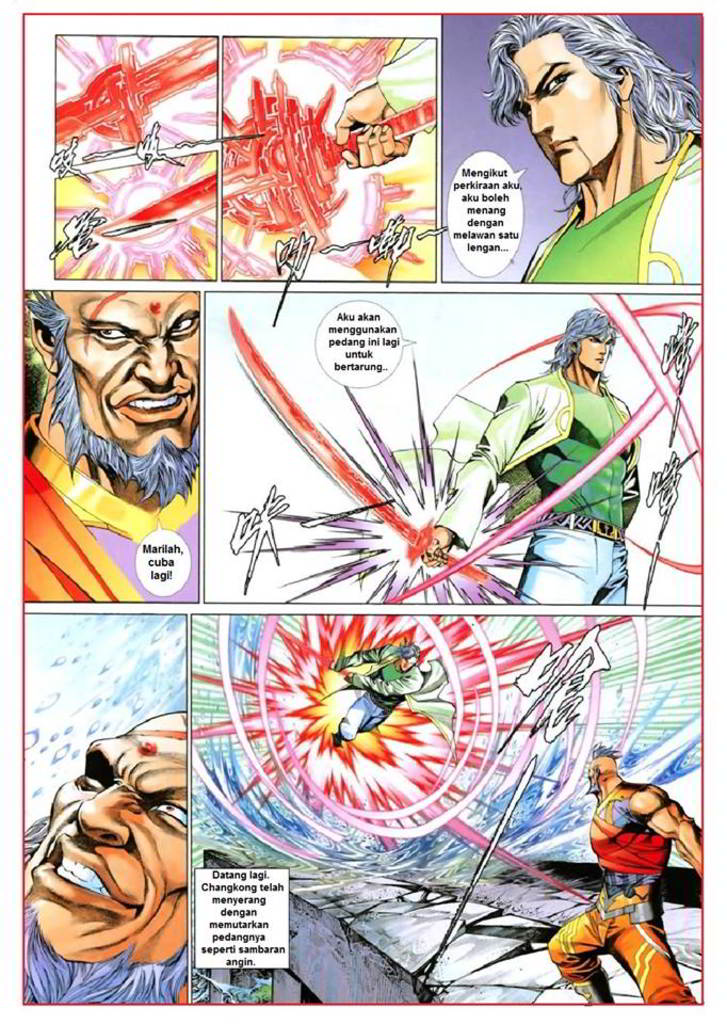 Mengikut
perkiraan aku,
aku boleh
menang
dengan
melawan satu
lengan...
Aku akan
menggunakan
pedang ini lagi
untuk
bertarung..
Marilah,
cuba
lagi!
Datang lagi.
Changkong telah
menyerang
dengan
memutarkan
pedangnya
seperti sambaran
angin.